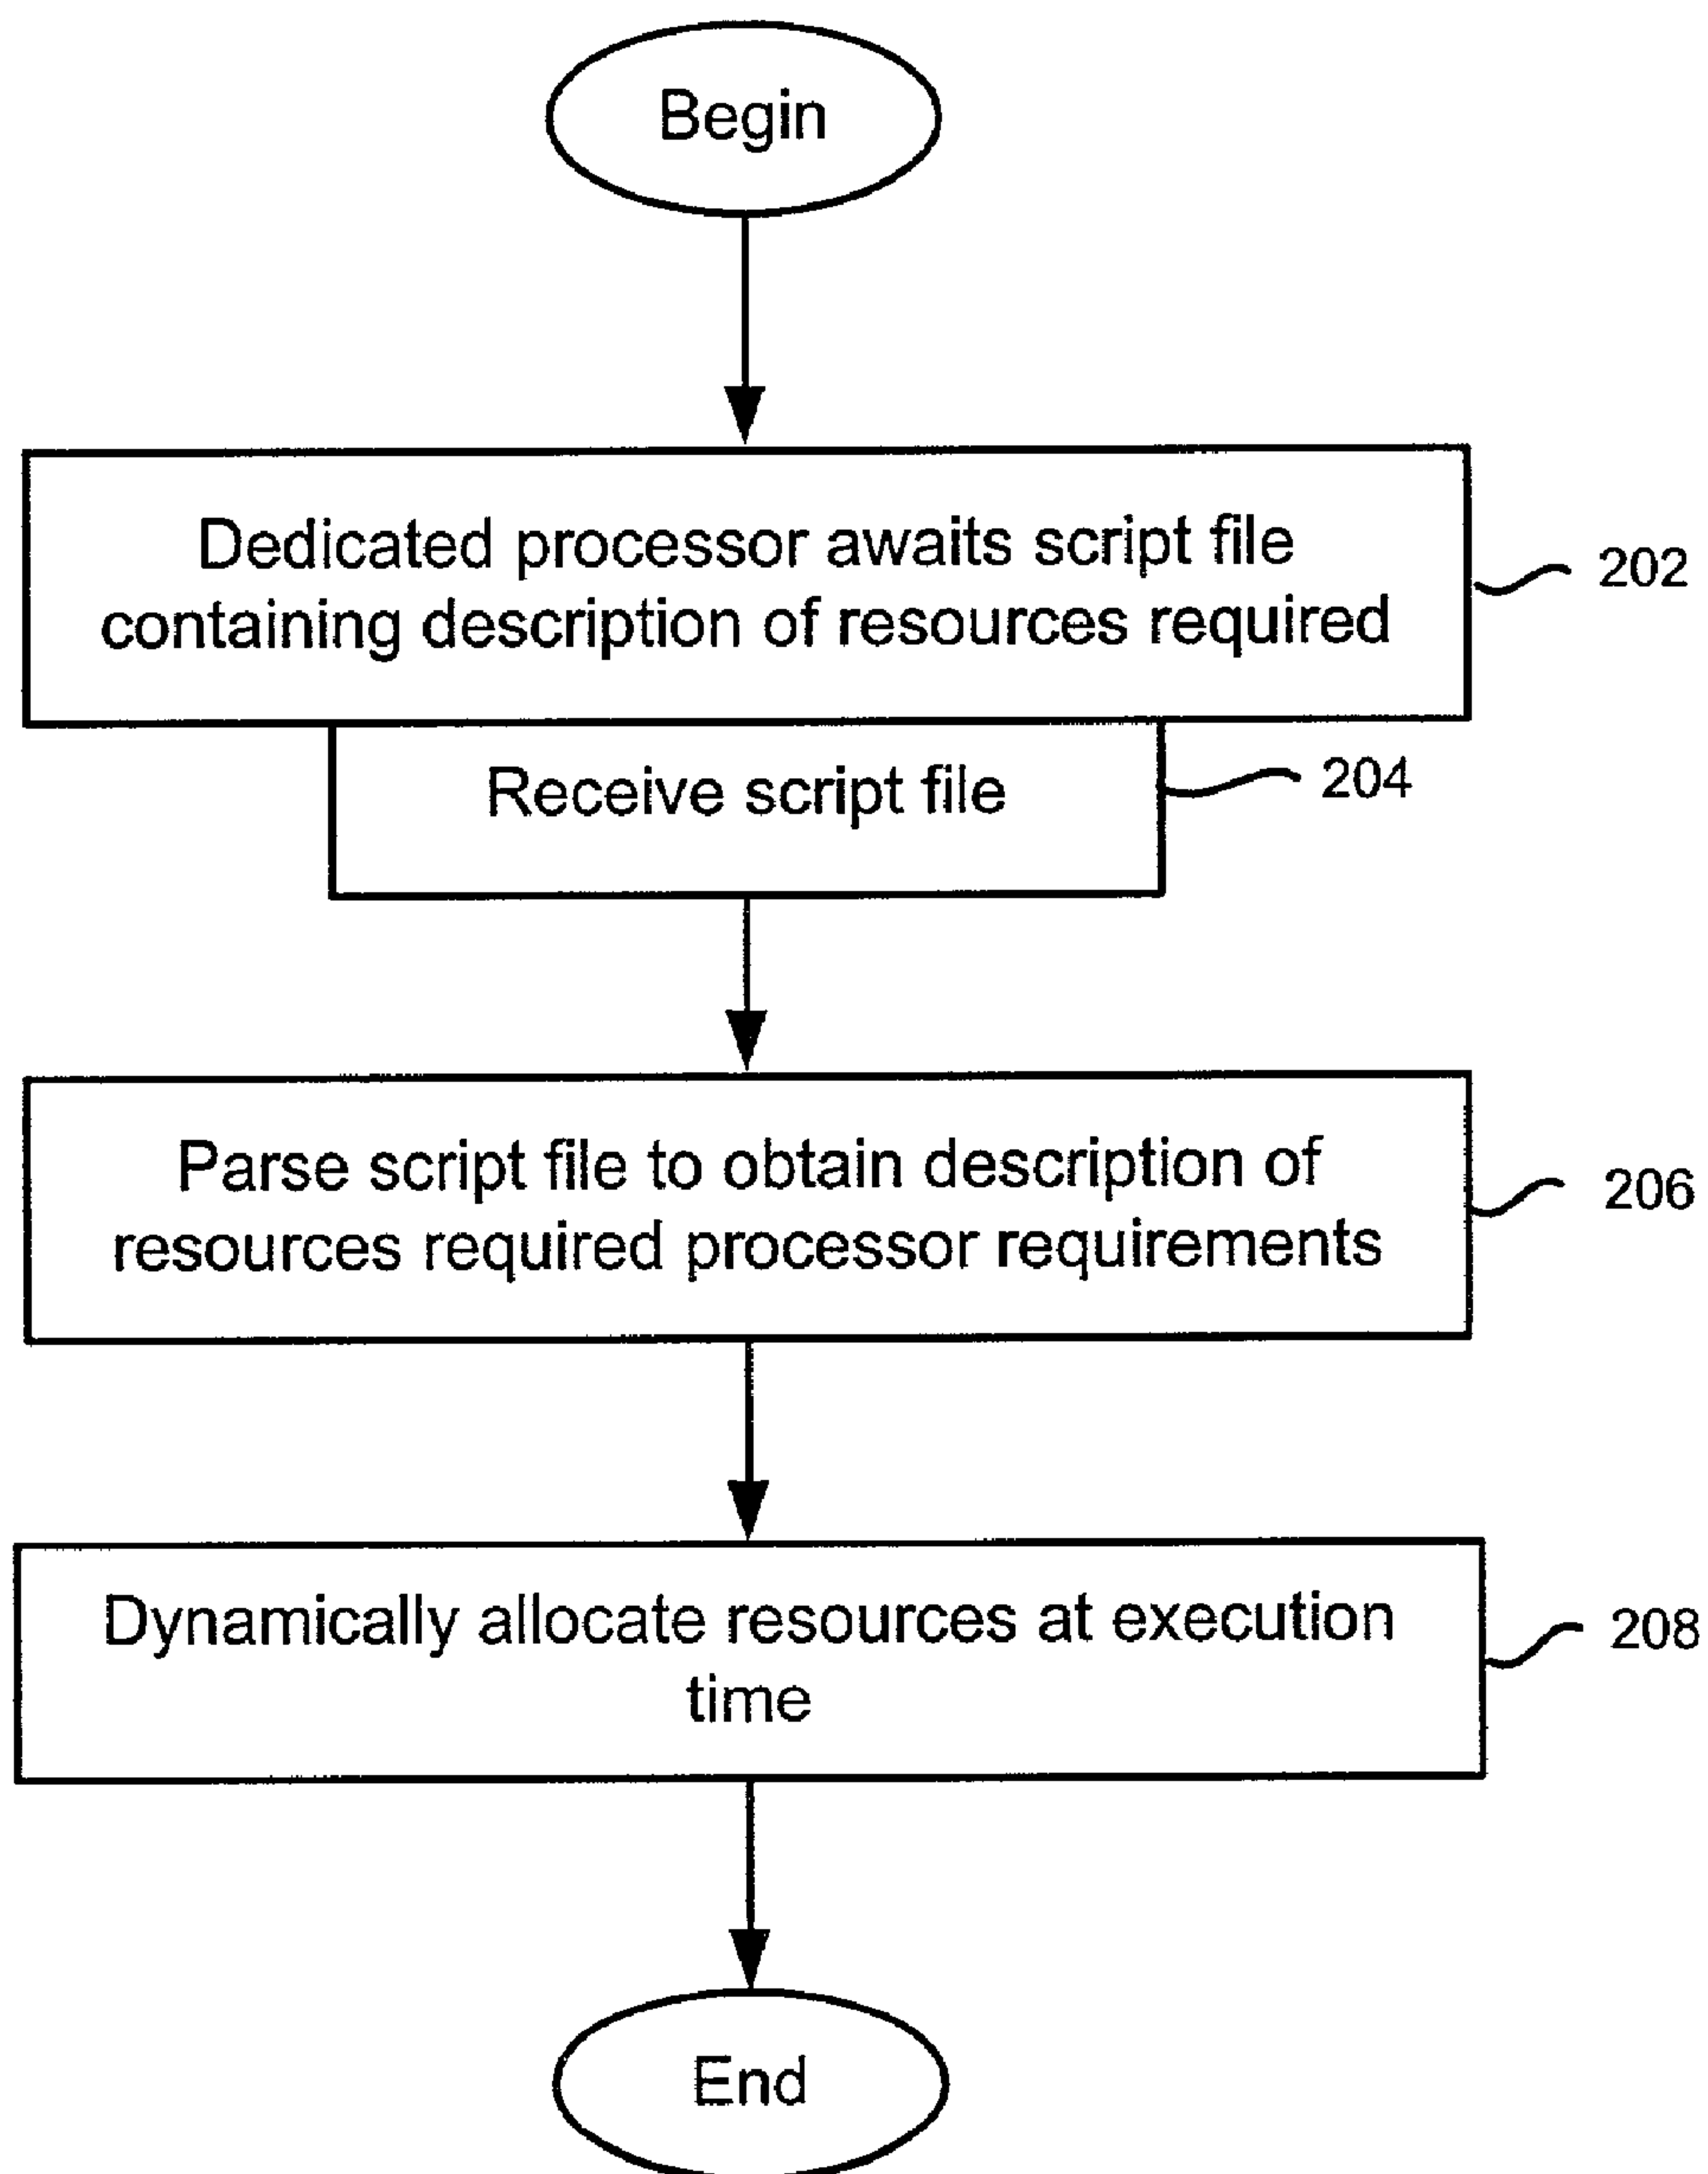 Begin
Dedicated processor awaits script file
containing description of resources required
202
Receive script file
204
Parse script file to obtain description of
resources required processor requirements
206
Dynamically allocate resources at execution
time
208
End